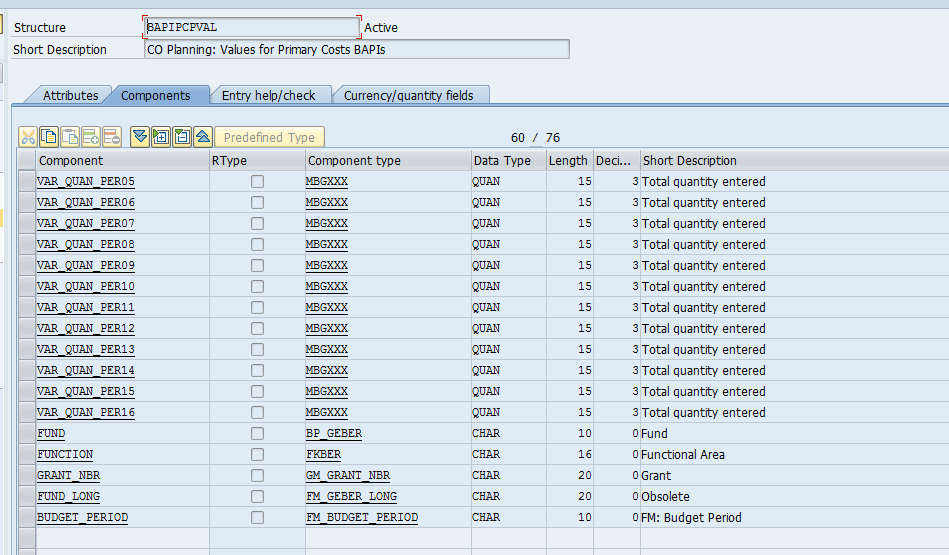 Structure BAPIPCPVAL Active
Short Description CO Planning: Values for Primary Costs BAPIs
Attributes Components Entry help/check Currency/quantity fields
Predefined Type 60 / 76
Component RType Component type Data Type Length Deci... Short Description
VAR_QUAN_PER05 MBGXXX QUAN 15 3 Total quantity entered
VAR_QUAN_PER06 MBGXXX QUAN 15 3 Total quantity entered
VAR_QUAN_PER07 MBGXXX QUAN 15 3 Total quantity entered
VAR_QUAN_PER08 MBGXXX QUAN 15 3 Total quantity entered
VAR_QUAN_PER09 MBGXXX QUAN 15 3 Total quantity entered
VAR_QUAN_PER10 MBGXXX QUAN 15 3 Total quantity entered
VAR_QUAN_PER11 MBGXXX QUAN 15 3 Total quantity entered
VAR_QUAN_PER12 MBGXXX QUAN 15 3 Total quantity entered
VAR_QUAN_PER13 MBGXXX QUAN 15 3 Total quantity entered
VAR_QUAN_PER14 MBGXXX QUAN 15 3 Total quantity entered
VAR_QUAN_PER15 MBGXXX QUAN 15 3 Total quantity entered
VAR_QUAN_PER16 MBGXXX QUAN 15 3 Total quantity entered
FUND BP_GEBER CHAR 10 0 Fund
FUNCTION FKBER CHAR 16 0 Functional Area
GRANT_NBR GM_GRANT_NBR CHAR 20 0 Grant
FUND_LONG FM_GEBER_LONG CHAR 20 0 Obsolete
BUDGET_PERIOD FM_BUDGET_PERIOD CHAR 10 0 FM: Budget Period